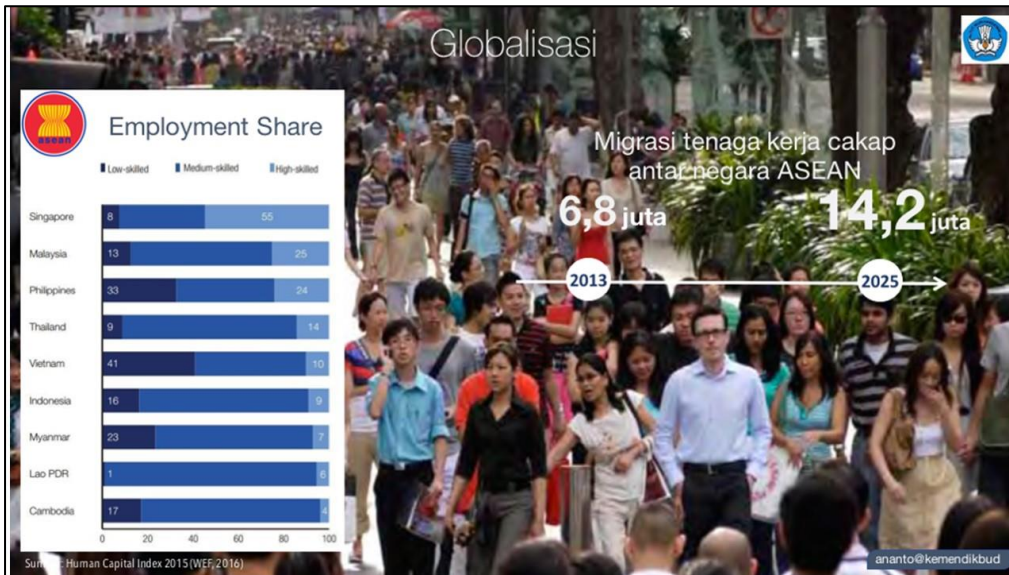 Globalisasi
asean
Employment Share
Low-skilled Medium-skilled High-skilled
Singapore 8 55
Malaysia 13 25
Philippines 33 24
Thailand 9 14
Vietnam 41 10
Indonesia 16 9
Myanmar 23 7
Lao PDR 1 6
Cambodia 17 4
0 20 40 60 80 100
Migrasi tenaga kerja cakap
antar negara ASEAN
6,8 juta 14,2 juta
2013 2025
: Human Capital Index 2015 (WEF, 2016)
ananto@kemendikbud